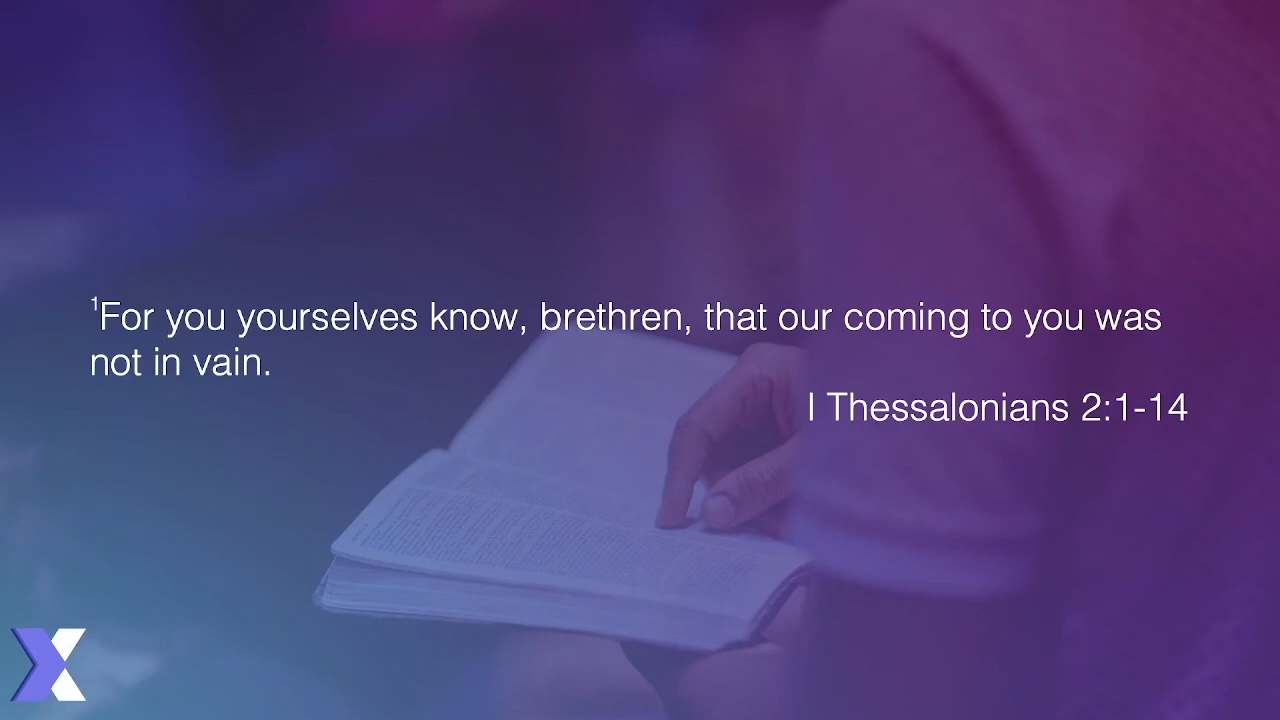 ¹For you yourselves know, brethren, that our coming to you was
not in vain.
I Thessalonians 2:1-14